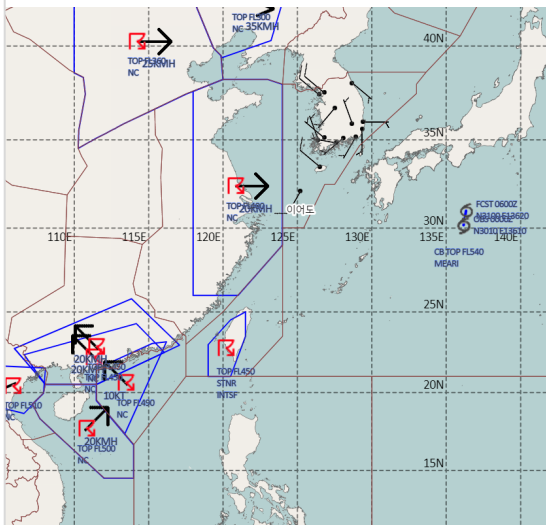 TOP FL500
NC
35KMH
40N
TOP FL360
25KMH
NC
35N
TOP FL480
20KMH
NC
이어도
30N
110E
115E
120E
125E
130E
135E
140E
FCST 0600Z
N3100 E13620
N3010 E13610
CB TOP FL540
MEARI
25N
20KMH
20KMH
NC
10KT
TOP FL490
NC
TOP FL450
STNR
INTSF
20N
TOP FL510
NC
20KMH
TOP FL500
NC
15N